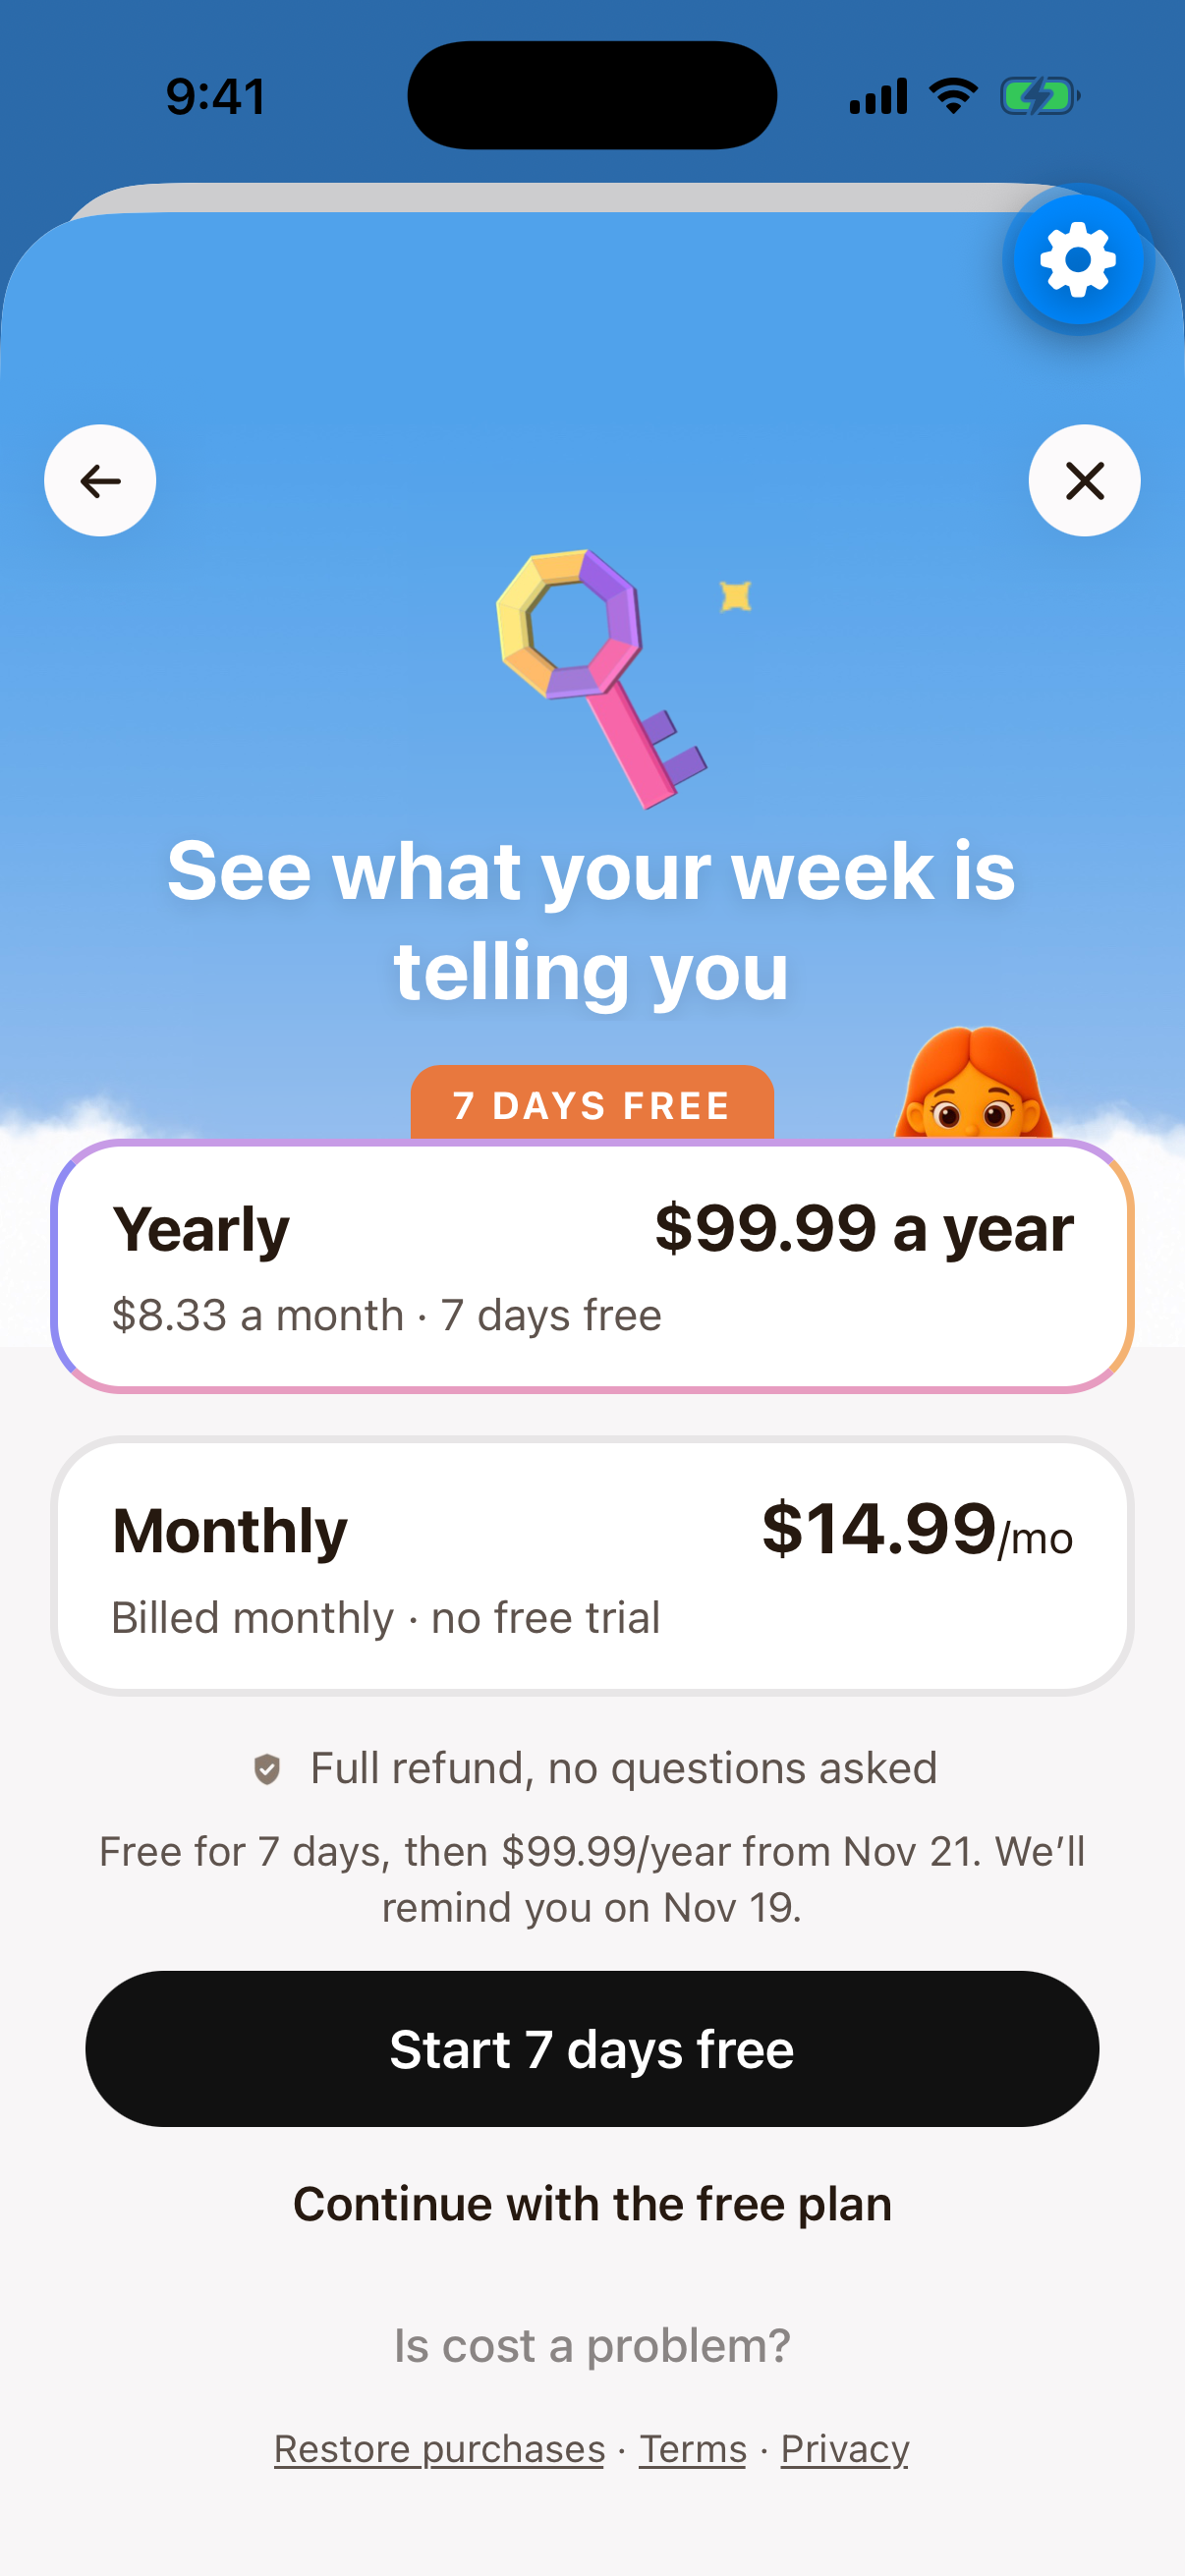 9:41
See what your week is
telling you
7 DAYS FREE
Yearly
$99.99 a year
$8.33 a month · 7 days free
Monthly
$14.99/mo
Billed monthly · no free trial
Full refund, no questions asked
Free for 7 days, then $99.99/year from Nov 21. We’ll
remind you on Nov 19.
Start 7 days free
Continue with the free plan
Is cost a problem?
Restore purchases · Terms · Privacy